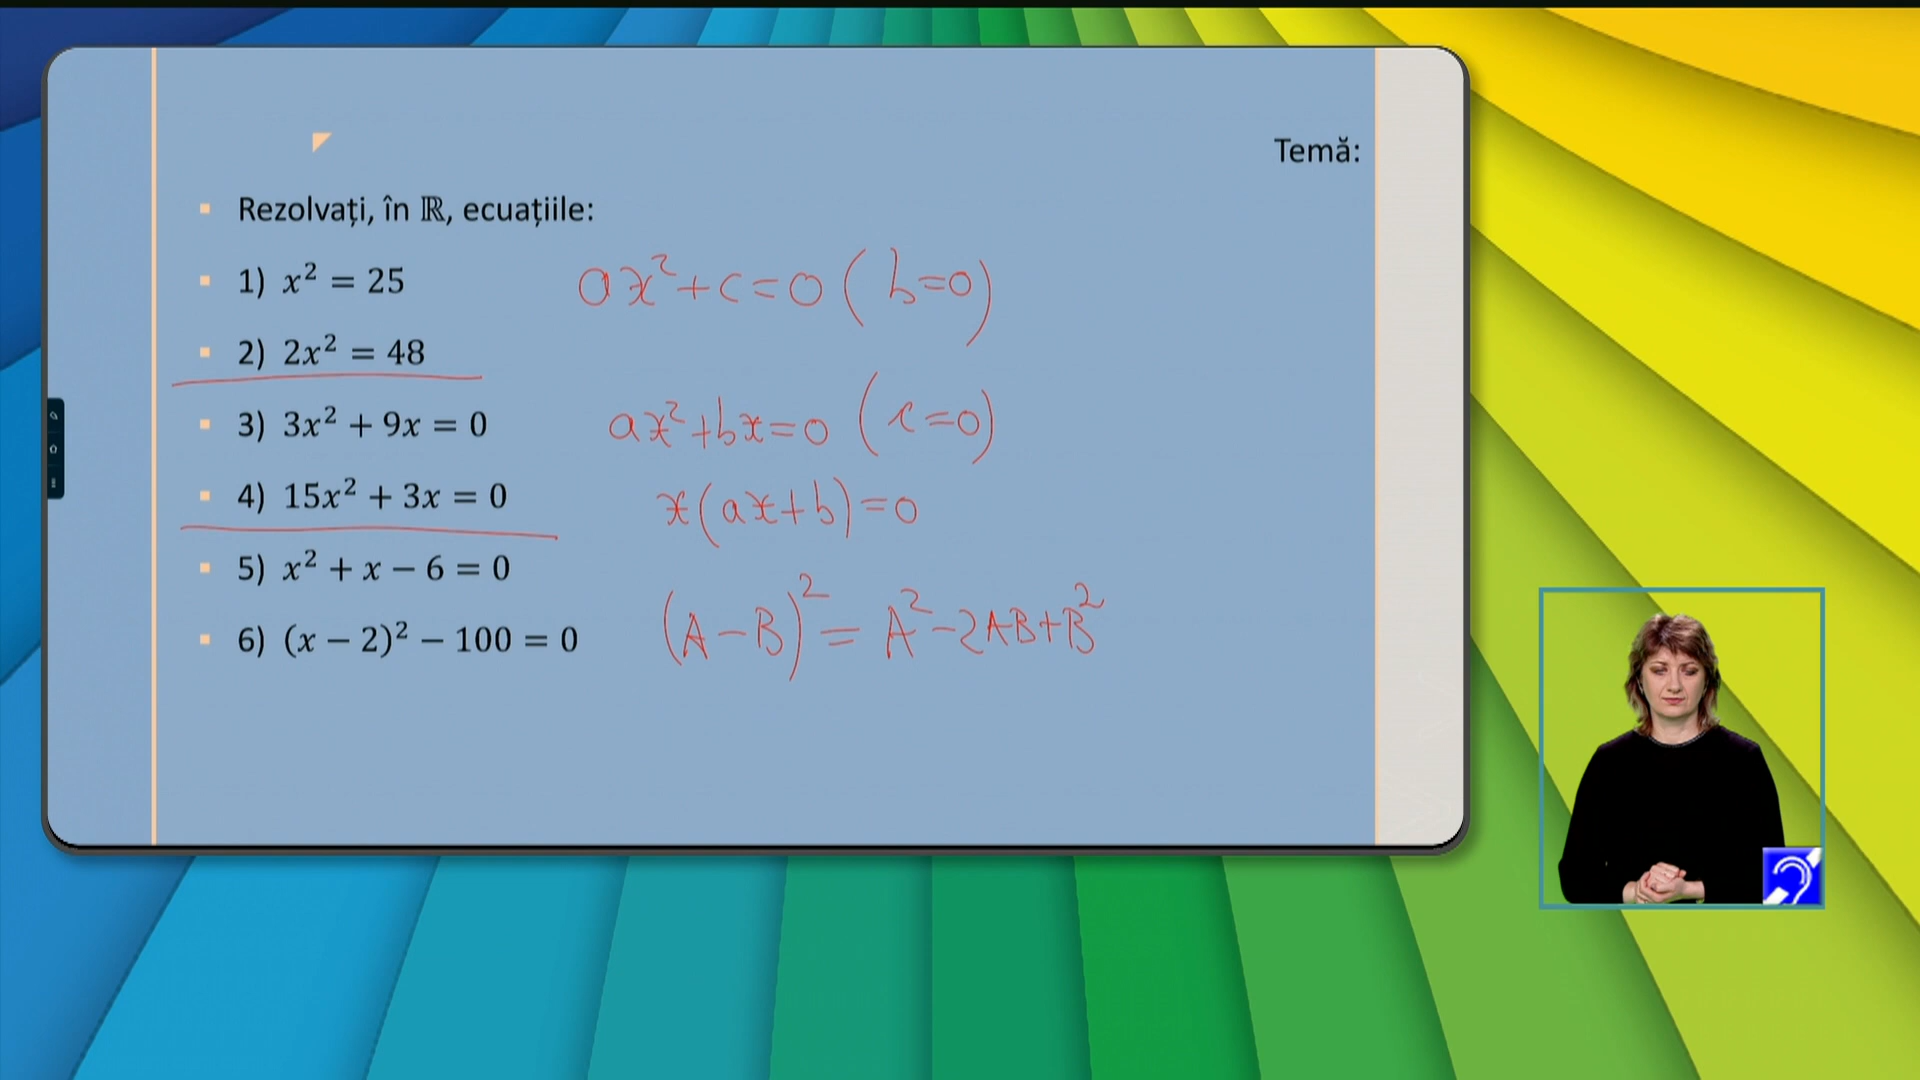 Temă:
Rezolvați, în ℝ, ecuațiile:
1) x² = 25
ax²+c=0 (b=0)
2) 2x² = 48
3) 3x² + 9x = 0
ax²+bx=0 (c=0)
4) 15x² + 3x = 0
x(ax+b)=0
5) x² + x − 6 = 0
6) (x − 2)² − 100 = 0
(A−B)² = A²−2AB+B²